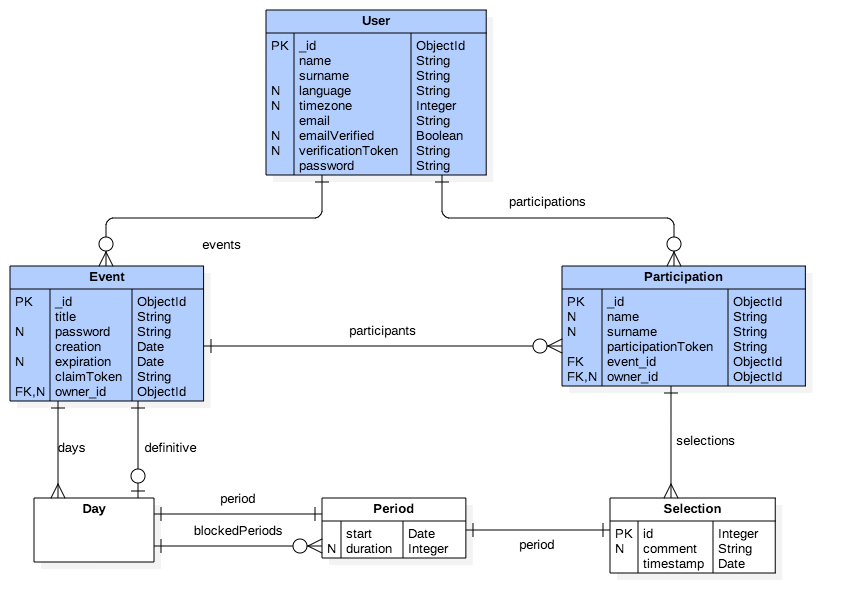 User
PK _id ObjectId
name String
surname String
N language String
N timezone Integer
email String
N emailVerified Boolean
N verificationToken String
password String
participations
events
Event
PK _id ObjectId
title String
N password String
creation Date
N expiration Date
claimToken String
FK,N owner_id ObjectId
participants
Participation
PK _id ObjectId
N name String
N surname String
participationToken String
FK event_id ObjectId
FK,N owner_id ObjectId
days
definitive
selections
Day
period
blockedPeriods
Period
start Date
N duration Integer
period
Selection
PK id Integer
N comment String
timestamp Date